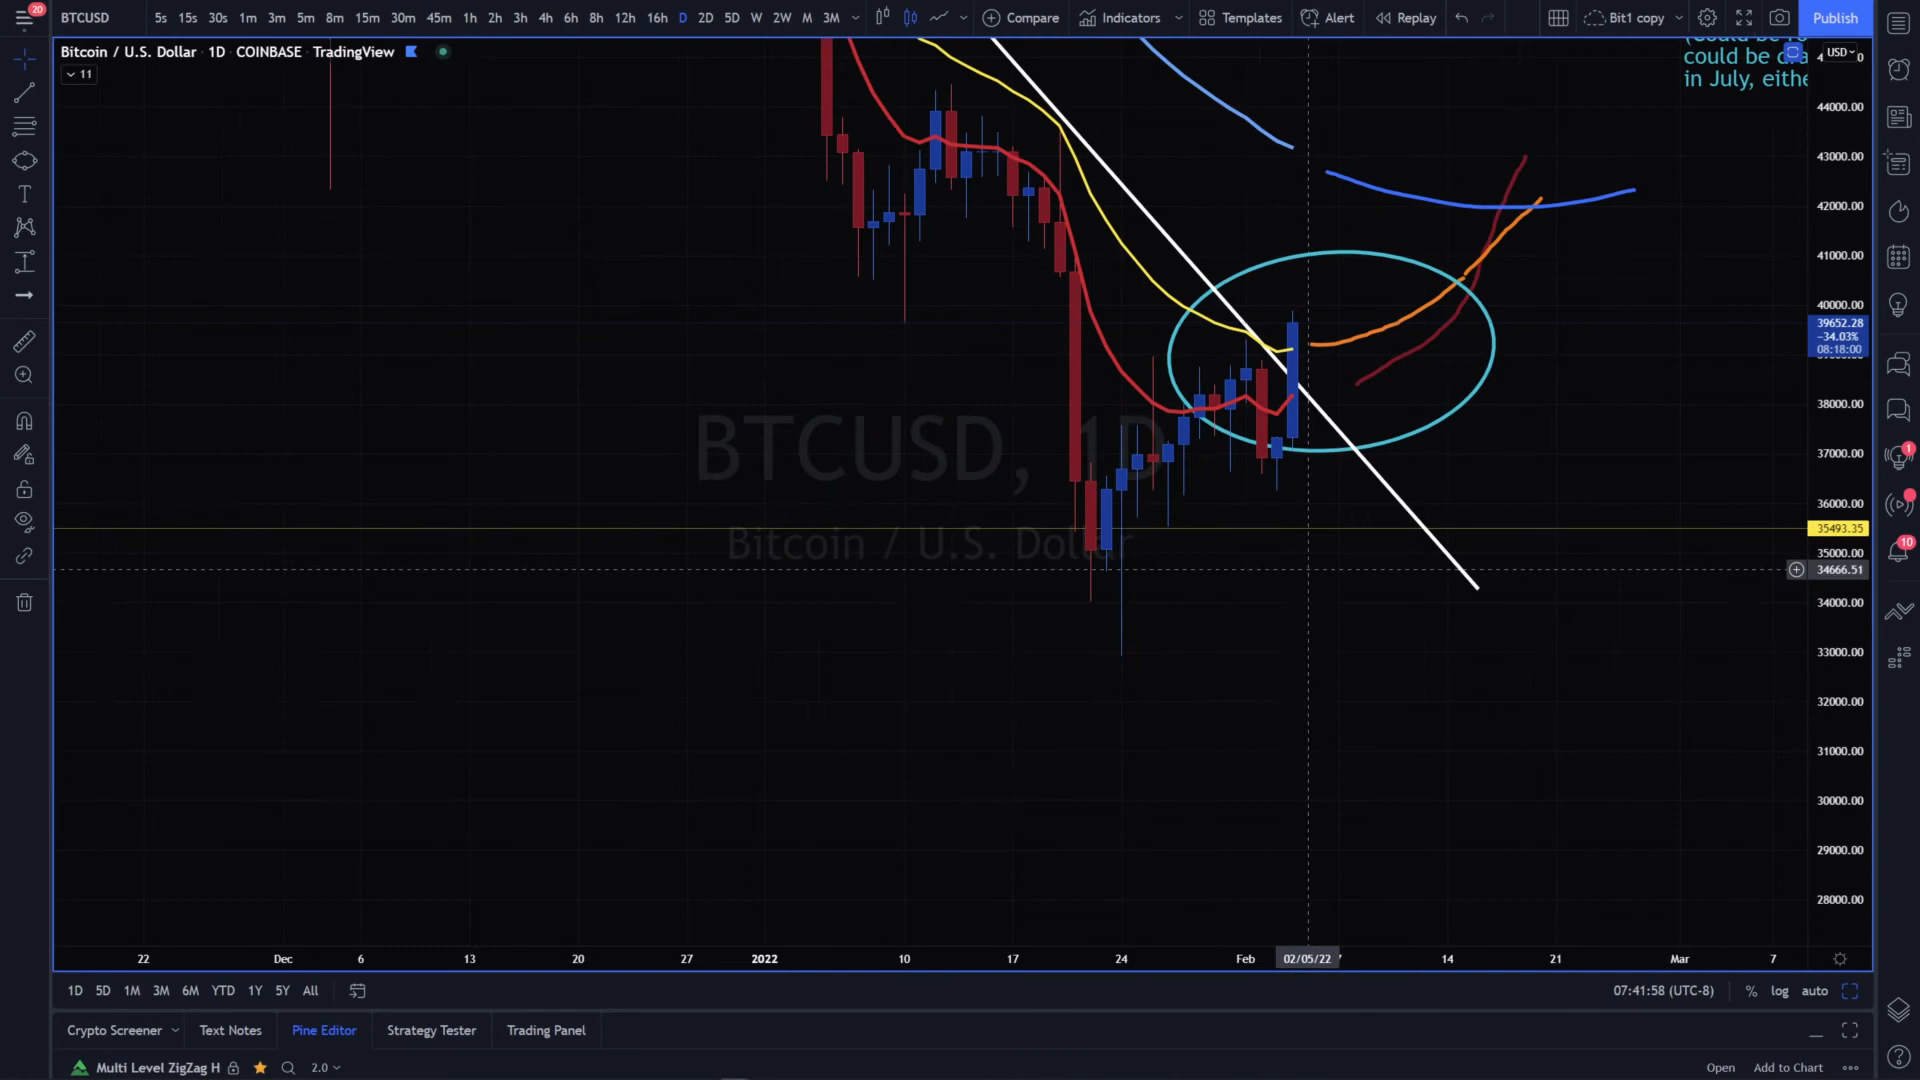 20
BTCUSD 5s 15s 30s 1m 3m 5m 8m 15m 30m 45m 1h 2h 3h 4h 6h 8h 12h 16h D 2D 5D W 2W M 3M Compare Indicators Templates Alert Replay Bit1 copy Publish
Bitcoin / U.S. Dollar 1D COINBASE TradingView
11
could be
in July, eithe
USD
44000.00
43000.00
42000.00
41000.00
40000.00
39652.28
-34.03%
08:18:00
38000.00
37000.00
36000.00
35493.35
35000.00
34666.51
34000.00
33000.00
32000.00
31000.00
30000.00
29000.00
28000.00
BTCUSD, 1D
Bitcoin / U.S. Dollar
1
10
22 Dec 6 13 20 27 2022 10 17 24 Feb 02/05/22 14 21 Mar 7
1D 5D 1M 3M 6M YTD 1Y 5Y All 07:41:58 (UTC-8) % log auto
Crypto Screener Text Notes Pine Editor Strategy Tester Trading Panel
Multi Level ZigZag H 2.0 Open Add to Chart